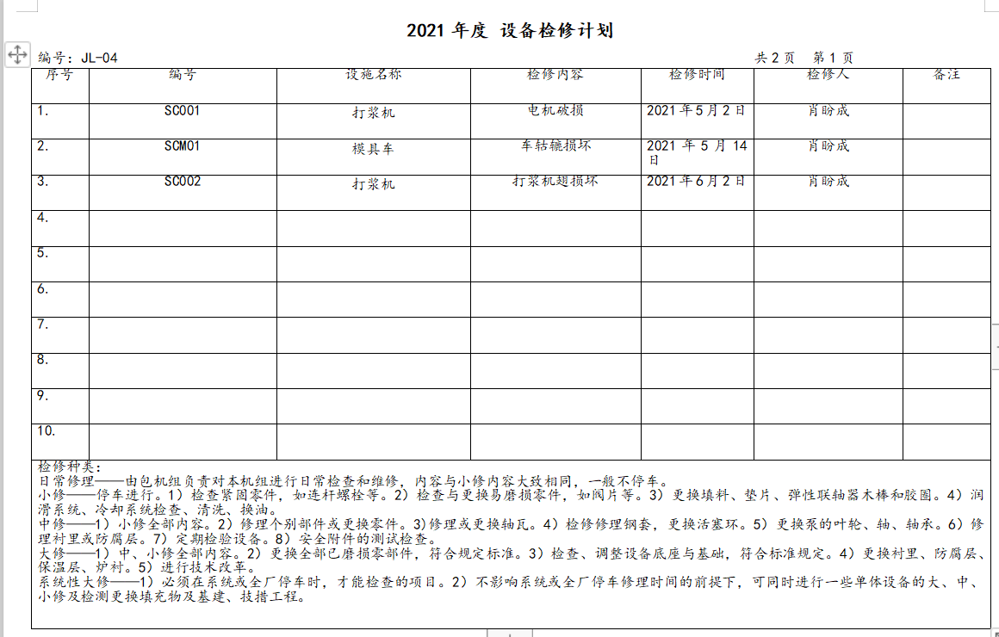 2021 年度 设备检修计划
编号：JL-04 共 2 页 第 1 页
序号 编号 设施名称 检修内容 检修时间 检修人 备注
1. SC001 打浆机 电机破损 2021 年 5 月 2 日 肖盼成
2. SCM01 模具车 车轱辘损坏 2021 年 5 月 14
日 肖盼成
3. SC002 打浆机 打浆机翅损坏 2021 年 6 月 2 日 肖盼成
4.
5.
6.
7.
8.
9.
10.
检修种类：
日常修理——由包机组负责对本机组进行日常检查和维修，内容与小修内容大致相同，一般不停车。
小修——停车进行。1）检查紧固零件，如连杆螺栓等。2）检查与更换易磨损零件，如阀片等。3）更换填料、垫片、弹性联轴器木棒和胶圈。4）润
滑系统、冷却系统检查、清洗、换油。
中修——1）小修全部内容。2）修理个别部件或更换零件。3)修理或更换轴瓦。4）检修修理钢套，更换活塞环。5）更换泵的叶轮、轴、轴承。6）修
理衬里或防腐层。7）定期检验设备。8）安全附件的测试检查。
大修——1）中、小修全部内容。2）更换全部已磨损零部件，符合规定标准。3）检查、调整设备底座与基础，符合标准规定。4）更换衬里、防腐层、
保温层、炉衬。5）进行技术改革。
系统性大修——1）必须在系统或全厂停车时，才能检查的项目。2）不影响系统或全厂停车修理时间的前提下，可同时进行一些单体设备的大、中、
小修及检测更换填充物及基建、技措工程。